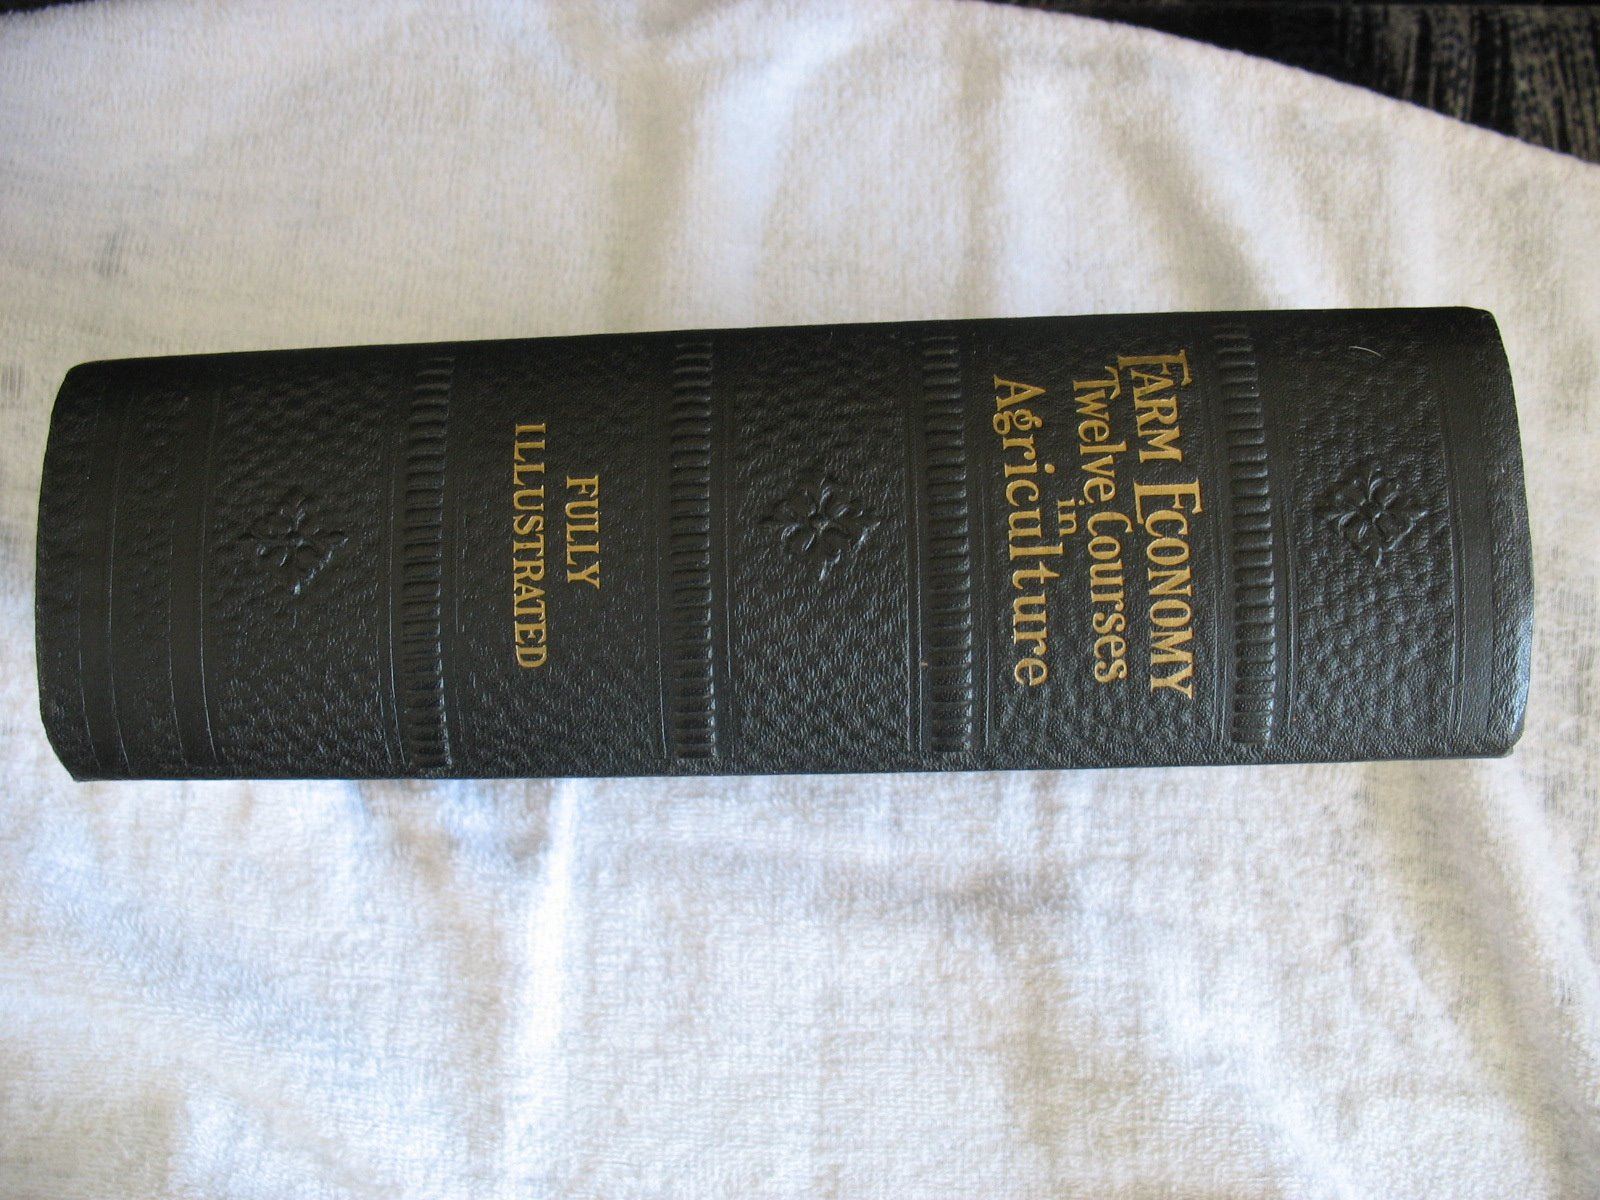 FARM ECONOMY
Twelve Courses
in
Agriculture
FULLY
ILLUSTRATED